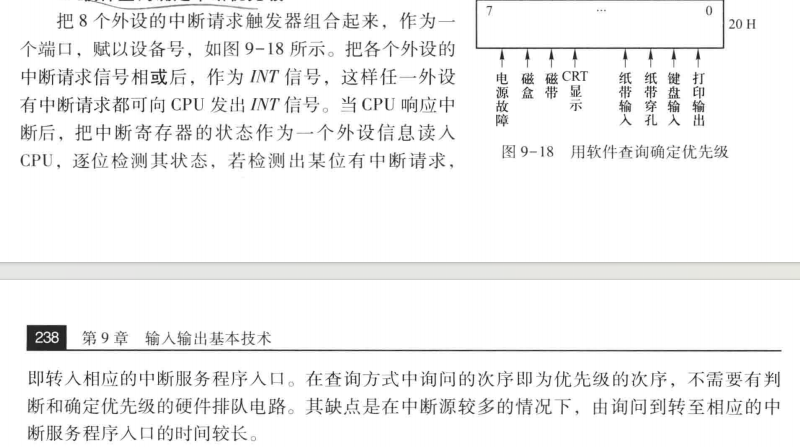 把 8 个外设的中断请求触发器组合起来，作为一
个端口，赋以设备号，如图 9-18 所示。把各个外设的
中断请求信号相或后，作为 INT 信号，这样任一外设
有中断请求都可向 CPU 发出 INT 信号。当 CPU 响应中
断后，把中断寄存器的状态作为一个外设信息读入
CPU，逐位检测其状态，若检测出某位有中断请求，
7 … 0
20 H
电源故障
磁盒
磁带
CRT显示
纸带输入
纸带穿孔
键盘输入
打印输出
图 9-18 用软件查询确定优先级
238 第 9 章 输入输出基本技术
即转入相应的中断服务程序入口。在查询方式中询问的次序即为优先级的次序，不需要有判
断和确定优先级的硬件排队电路。其缺点是在中断源较多的情况下，由询问到转至相应的中
断服务程序入口的时间较长。